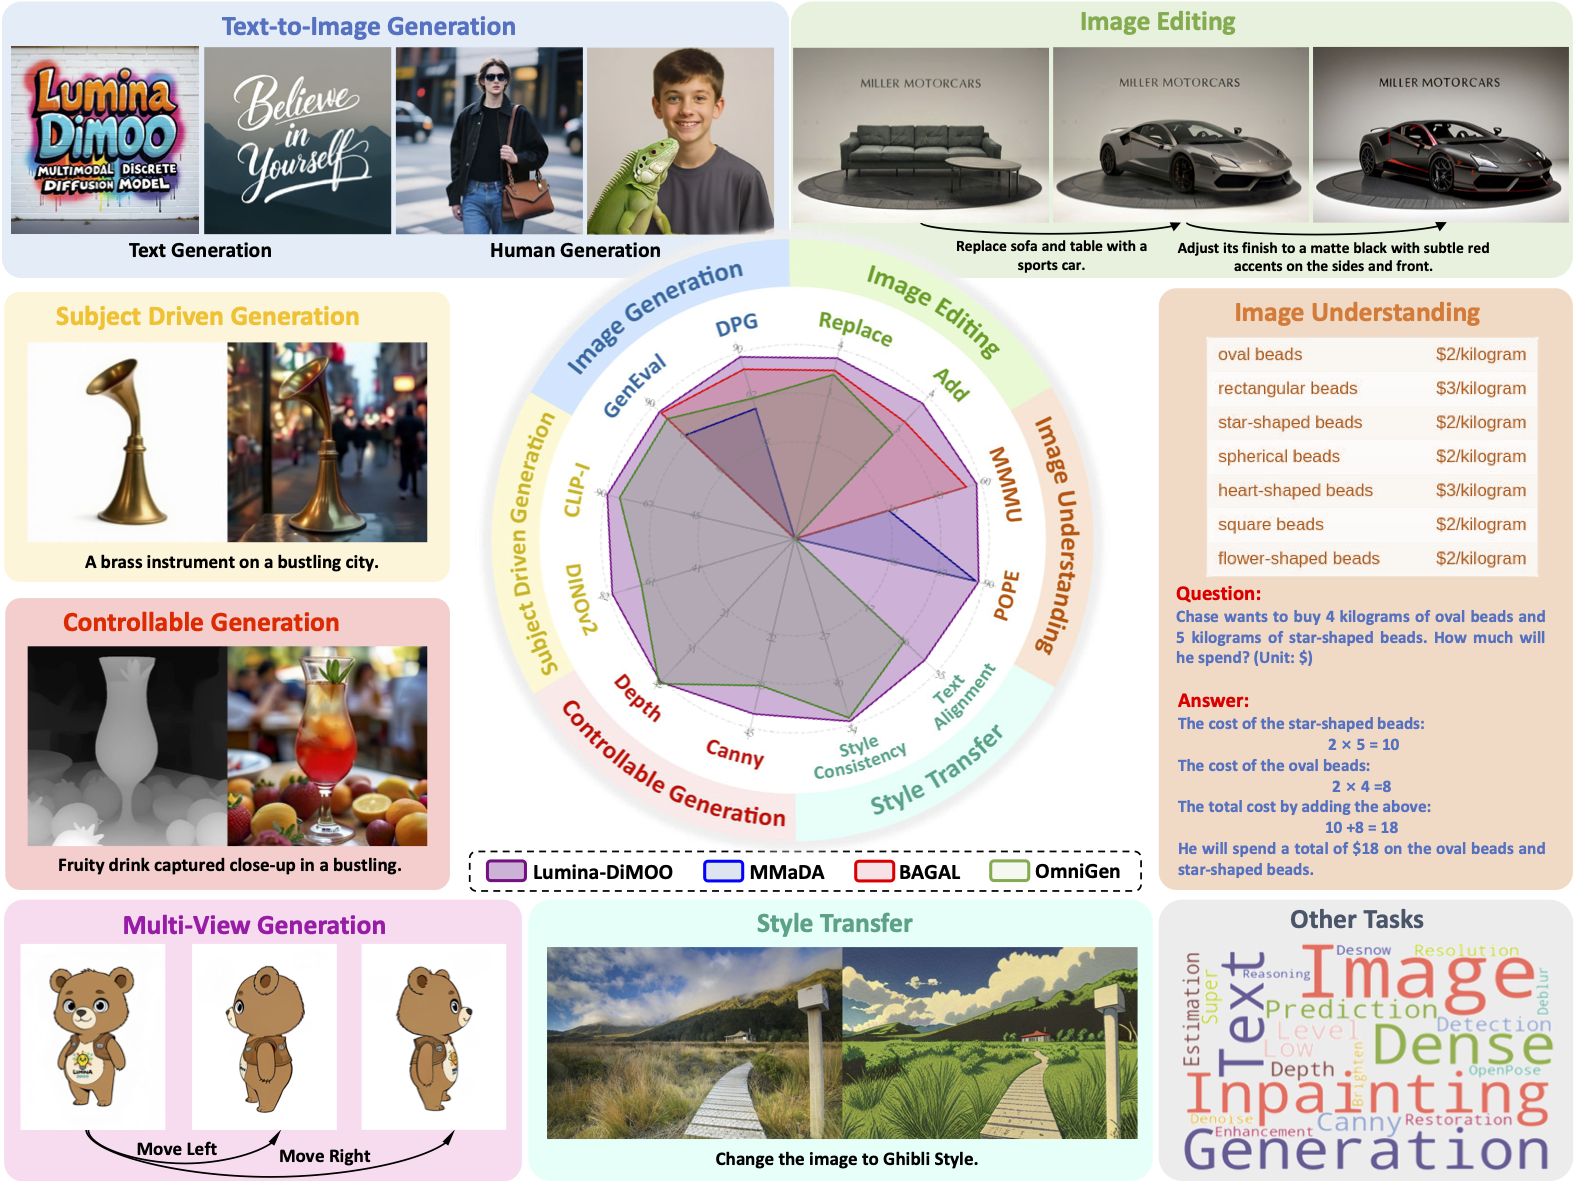 Text-to-Image Generation
Lumina
DiMOO
MULTIMODAL DISCRETE
DIFFUSION MODEL
Believe
in
Yourself
Text Generation
Human Generation
Image Editing
MILLER MOTORCARS
MILLER MOTORCARS
MILLER MOTORCARS
Replace sofa and table with a
sports car.
Adjust its finish to a matte black with subtle red
accents on the sides and front.
Subject Driven Generation
A brass instrument on a bustling city.
Controllable Generation
Fruity drink captured close-up in a bustling.
Image Generation
Image Editing
Image Understanding
Style Transfer
Controllable Generation
Subject Driven Generation
DPG
Replace
Add
MMMU
POPE
Text
Alignment
Style
Consistency
Canny
Depth
DINOv2
CLIP-I
GenEval
Lumina-DiMOO
MMaDA
BAGAL
OmniGen
Image Understanding
oval beads $2/kilogram
rectangular beads $3/kilogram
star-shaped beads $2/kilogram
spherical beads $2/kilogram
heart-shaped beads $3/kilogram
square beads $2/kilogram
flower-shaped beads $2/kilogram
Question:
Chase wants to buy 4 kilograms of oval beads and
5 kilograms of star-shaped beads. How much will
he spend? (Unit: $)
Answer:
The cost of the star-shaped beads:
2 × 5 = 10
The cost of the oval beads:
2 × 4 =8
The total cost by adding the above:
10 +8 = 18
He will spend a total of $18 on the oval beads and
star-shaped beads.
Multi-View Generation
LUMINA
Move Left
Move Right
Style Transfer
Change the image to Ghibli Style.
Other Tasks
Desnow
Resolution
Image
Reasoning
Text
Estimation
Super
Deblur
Prediction
Level
Detection
Low
Dense
Depth
Brighten
OpenPose
Inpainting
Denoise
Canny
Restoration
Enhancement
Generation